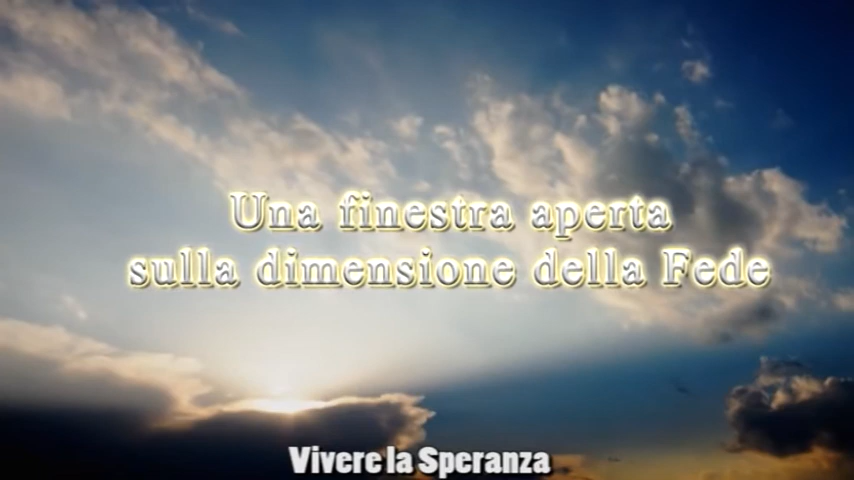 Una finestra aperta
sulla dimensione della Fede
Vivere la Speranza